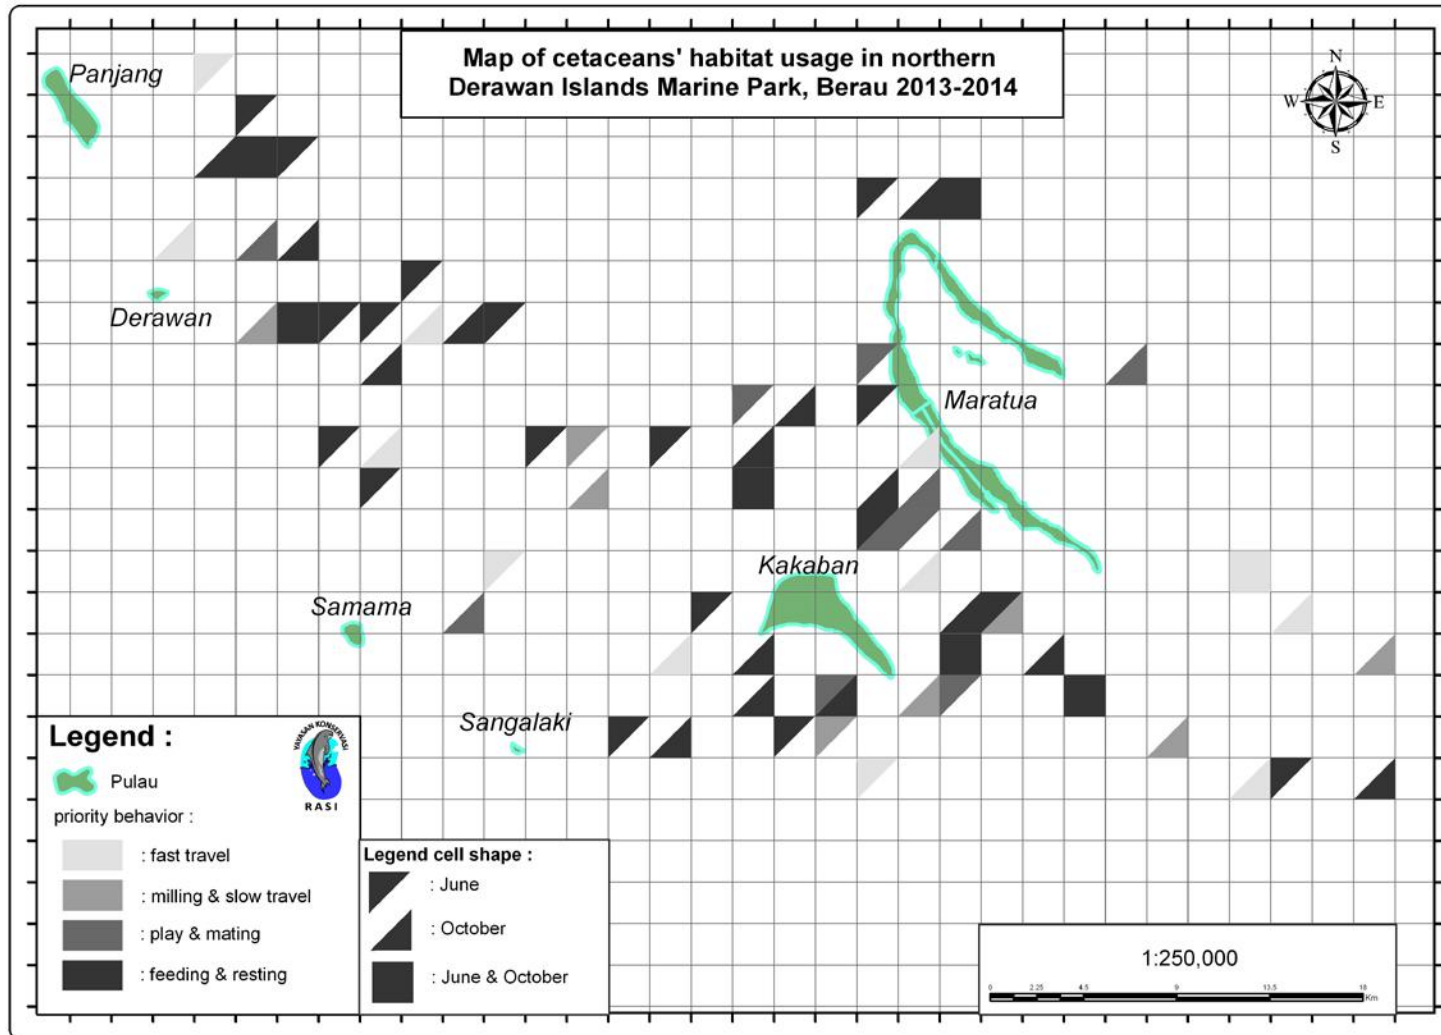 Map of cetaceans' habitat usage in northern
Derawan Islands Marine Park, Berau 2013-2014
N
W E
S
Panjang
Derawan
Maratua
Kakaban
Samama
Sangalaki
Legend :
YAYASAN KONSERVASI
RASI
Pulau
priority behavior :
: fast travel
: milling & slow travel
: play & mating
: feeding & resting
Legend cell shape :
: June
: October
: June & October
1:250,000
0 2.25 4.5 9 13.5 18
Km